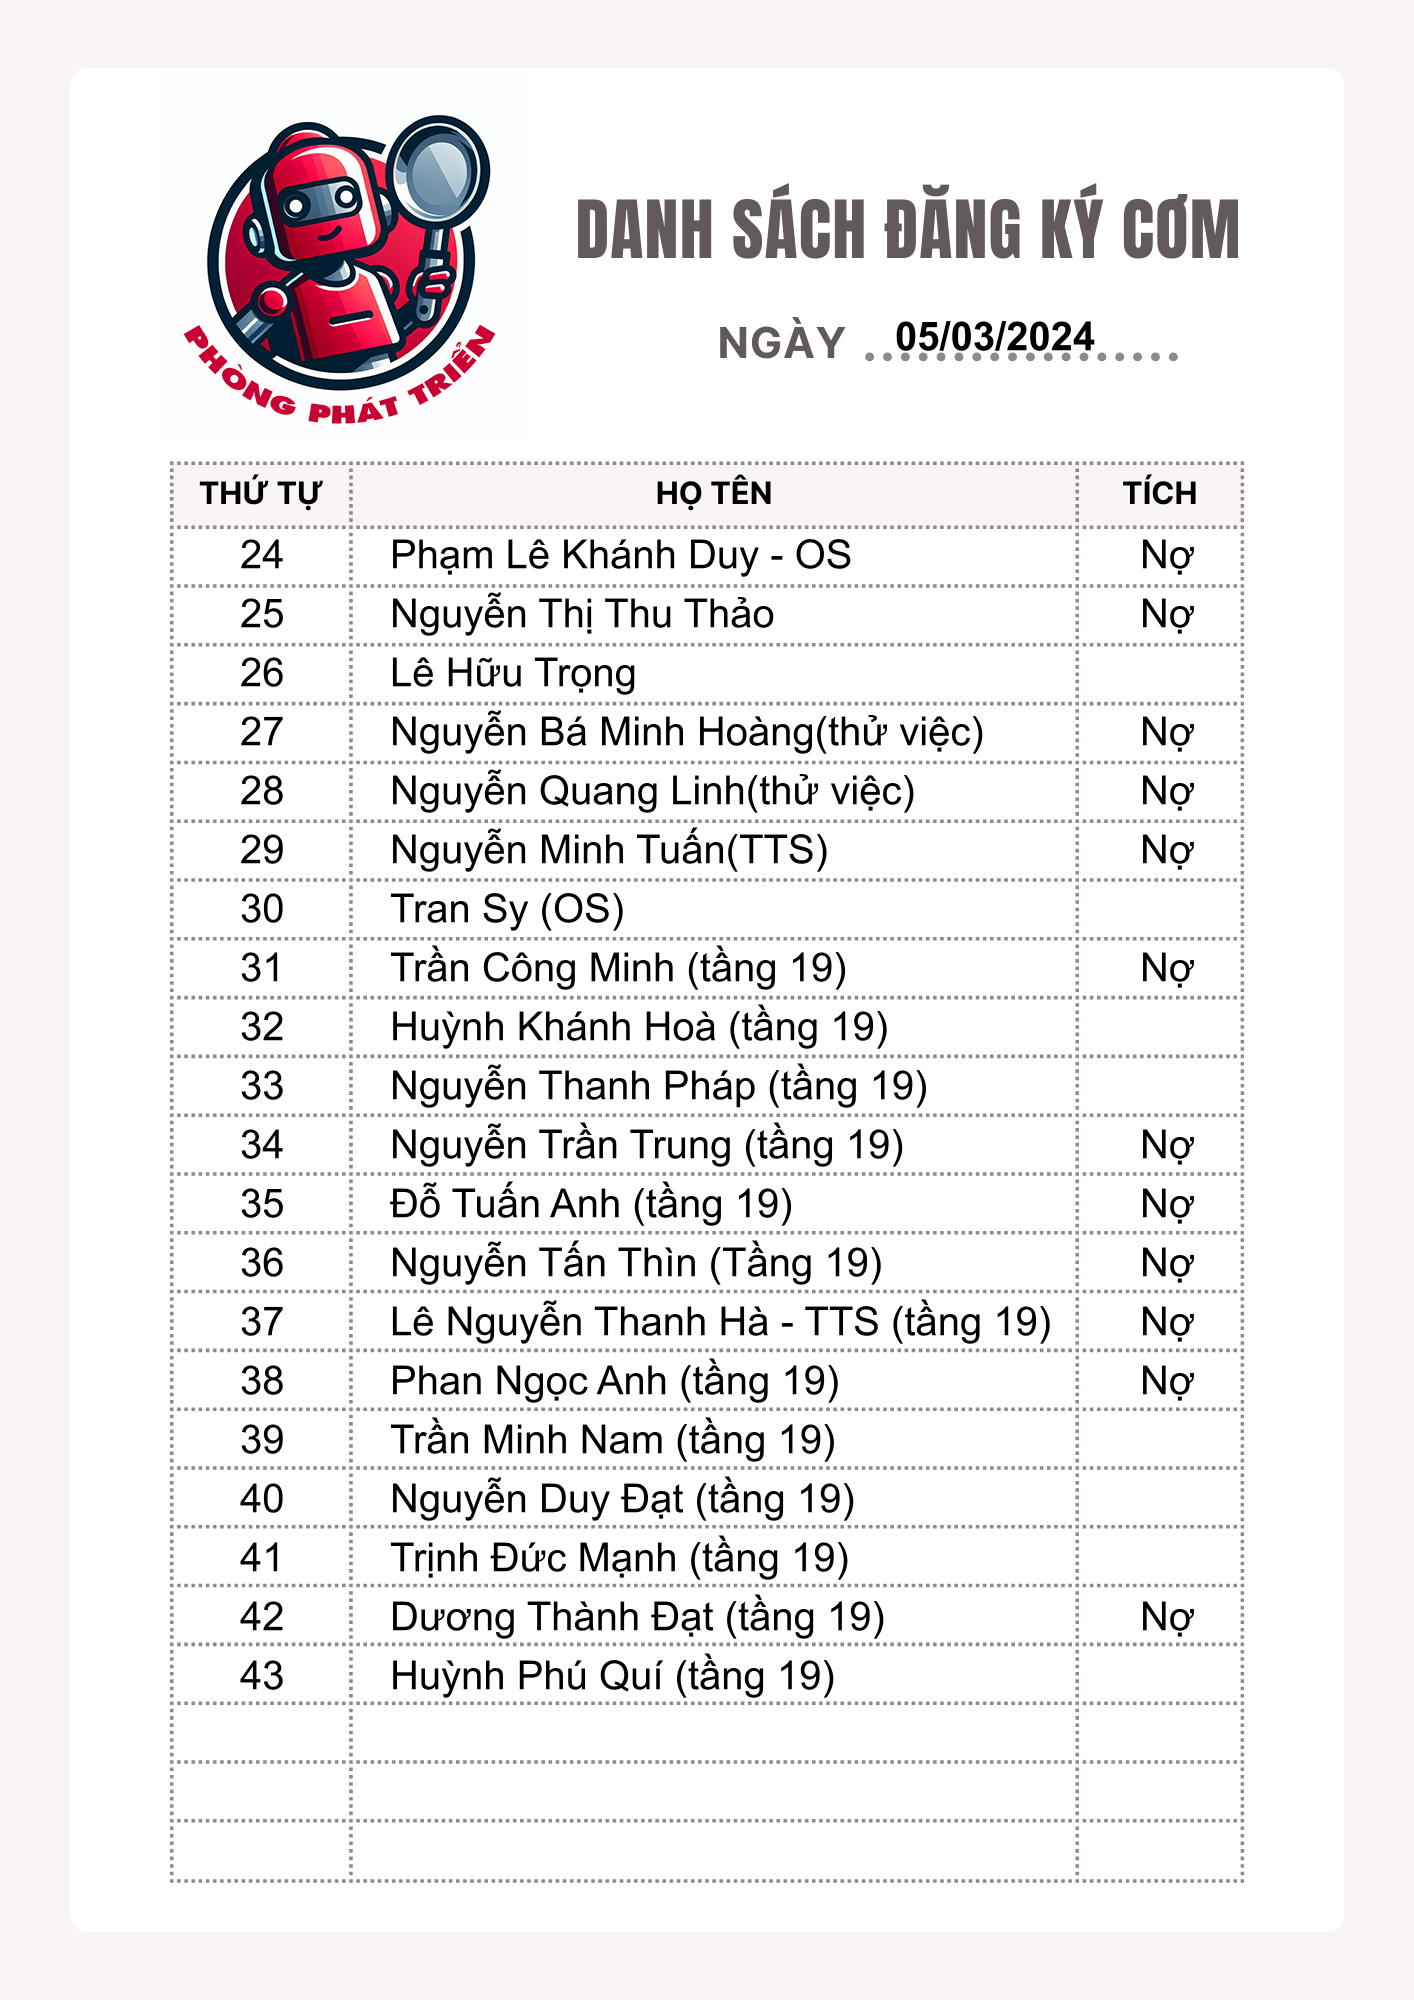 PHÒNG PHÁT TRIỂN
DANH SÁCH ĐĂNG KÝ CƠM
NGÀY 05/03/2024
THỨ TỰ HỌ TÊN TÍCH
24 Phạm Lê Khánh Duy - OS Nợ
25 Nguyễn Thị Thu Thảo Nợ
26 Lê Hữu Trọng
27 Nguyễn Bá Minh Hoàng(thử việc) Nợ
28 Nguyễn Quang Linh(thử việc) Nợ
29 Nguyễn Minh Tuấn(TTS) Nợ
30 Tran Sy (OS)
31 Trần Công Minh (tầng 19) Nợ
32 Huỳnh Khánh Hoà (tầng 19)
33 Nguyễn Thanh Pháp (tầng 19)
34 Nguyễn Trần Trung (tầng 19) Nợ
35 Đỗ Tuấn Anh (tầng 19) Nợ
36 Nguyễn Tấn Thìn (Tầng 19) Nợ
37 Lê Nguyễn Thanh Hà - TTS (tầng 19) Nợ
38 Phan Ngọc Anh (tầng 19) Nợ
39 Trần Minh Nam (tầng 19)
40 Nguyễn Duy Đạt (tầng 19)
41 Trịnh Đức Mạnh (tầng 19)
42 Dương Thành Đạt (tầng 19) Nợ
43 Huỳnh Phú Quí (tầng 19)